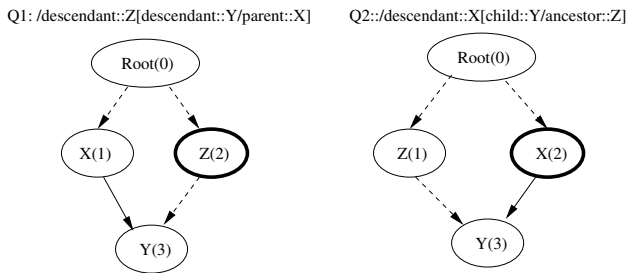 Q1: /descendant::Z[descendant::Y/parent::X]
Q2::/descendant::X[child::Y/ancestor::Z]
Root(0)
Root(0)
X(1)
Z(2)
Z(1)
X(2)
Y(3)
Y(3)